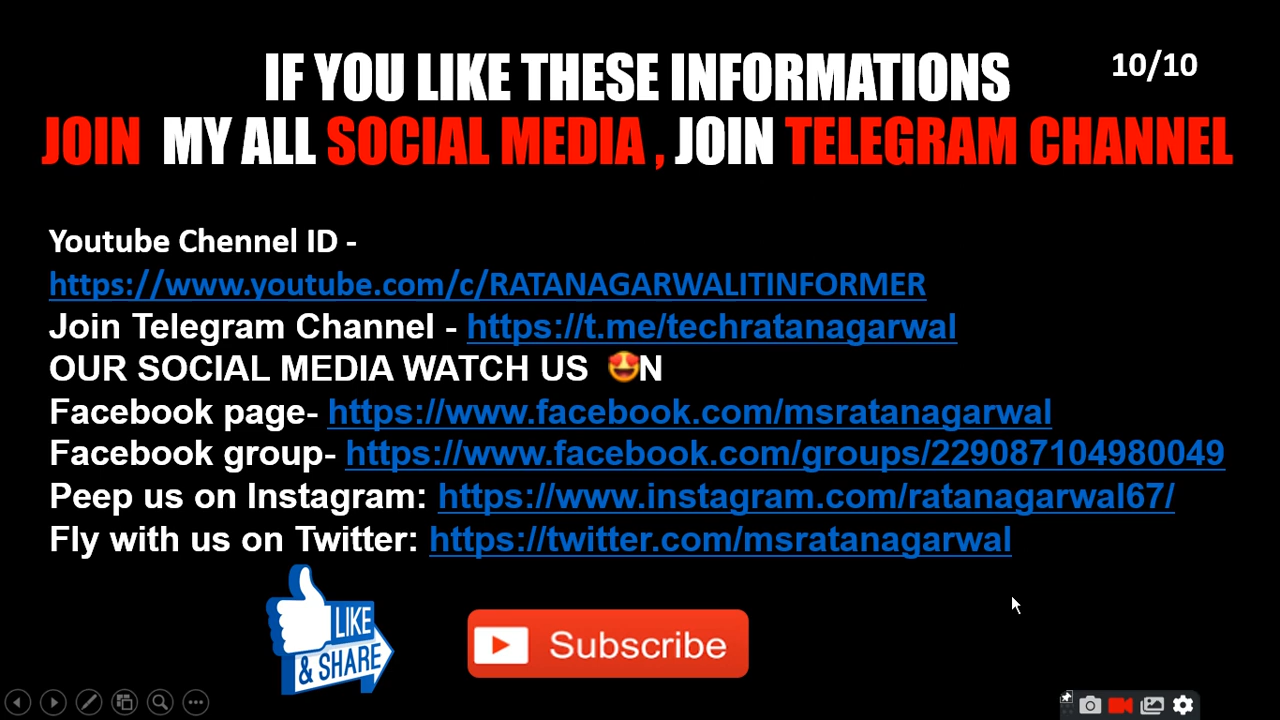 IF YOU LIKE THESE INFORMATIONS
10/10
JOIN MY ALL SOCIAL MEDIA , JOIN TELEGRAM CHANNEL
Youtube Chennel ID -
https://www.youtube.com/c/RATANAGARWALITINFORMER
Join Telegram Channel - https://t.me/techratanagarwal
OUR SOCIAL MEDIA WATCH US 😍N
Facebook page- https://www.facebook.com/msratanagarwal
Facebook group- https://www.facebook.com/groups/229087104980049
Peep us on Instagram: https://www.instagram.com/ratanagarwal67/
Fly with us on Twitter: https://twitter.com/msratanagarwal
LIKE
& SHARE
Subscribe